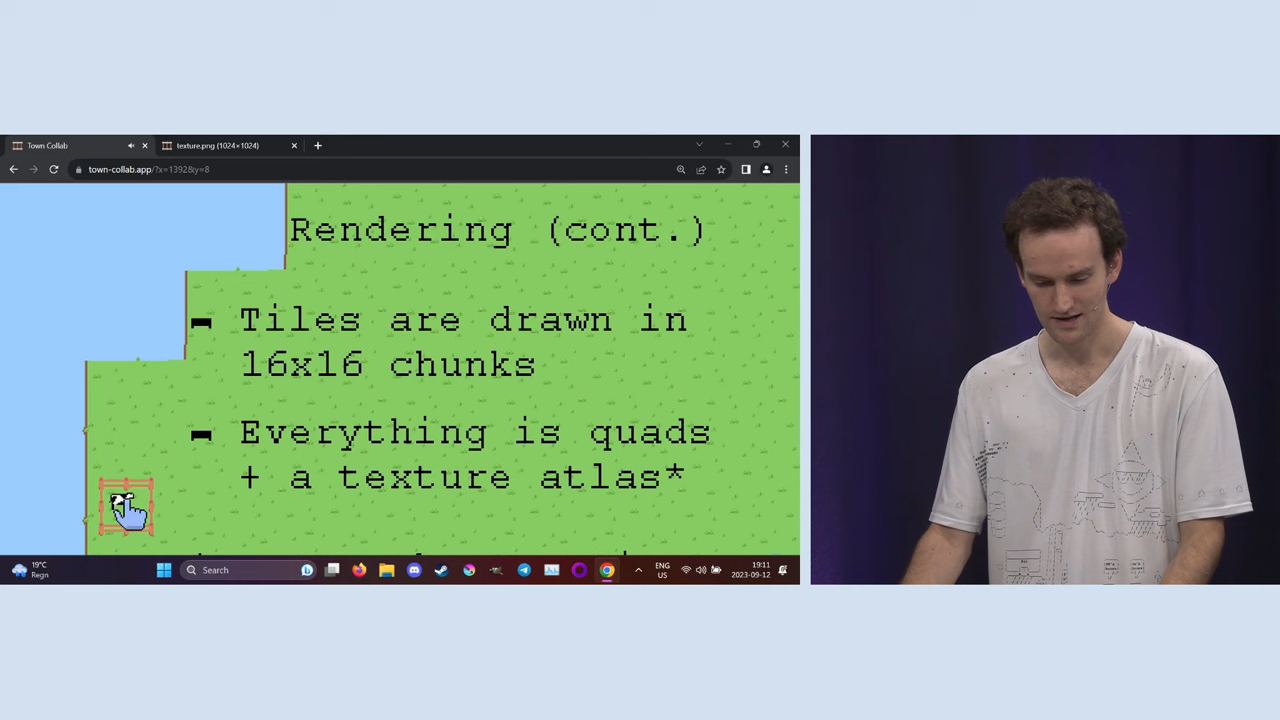 Town Collab
texture.png (1024×1024)
town-collab.app/?x=1392&y=8
Rendering (cont.)
- Tiles are drawn in
16x16 chunks
- Everything is quads
+ a texture atlas*
19°C
Regn
Search
ENG
US
19:11
2023-09-12